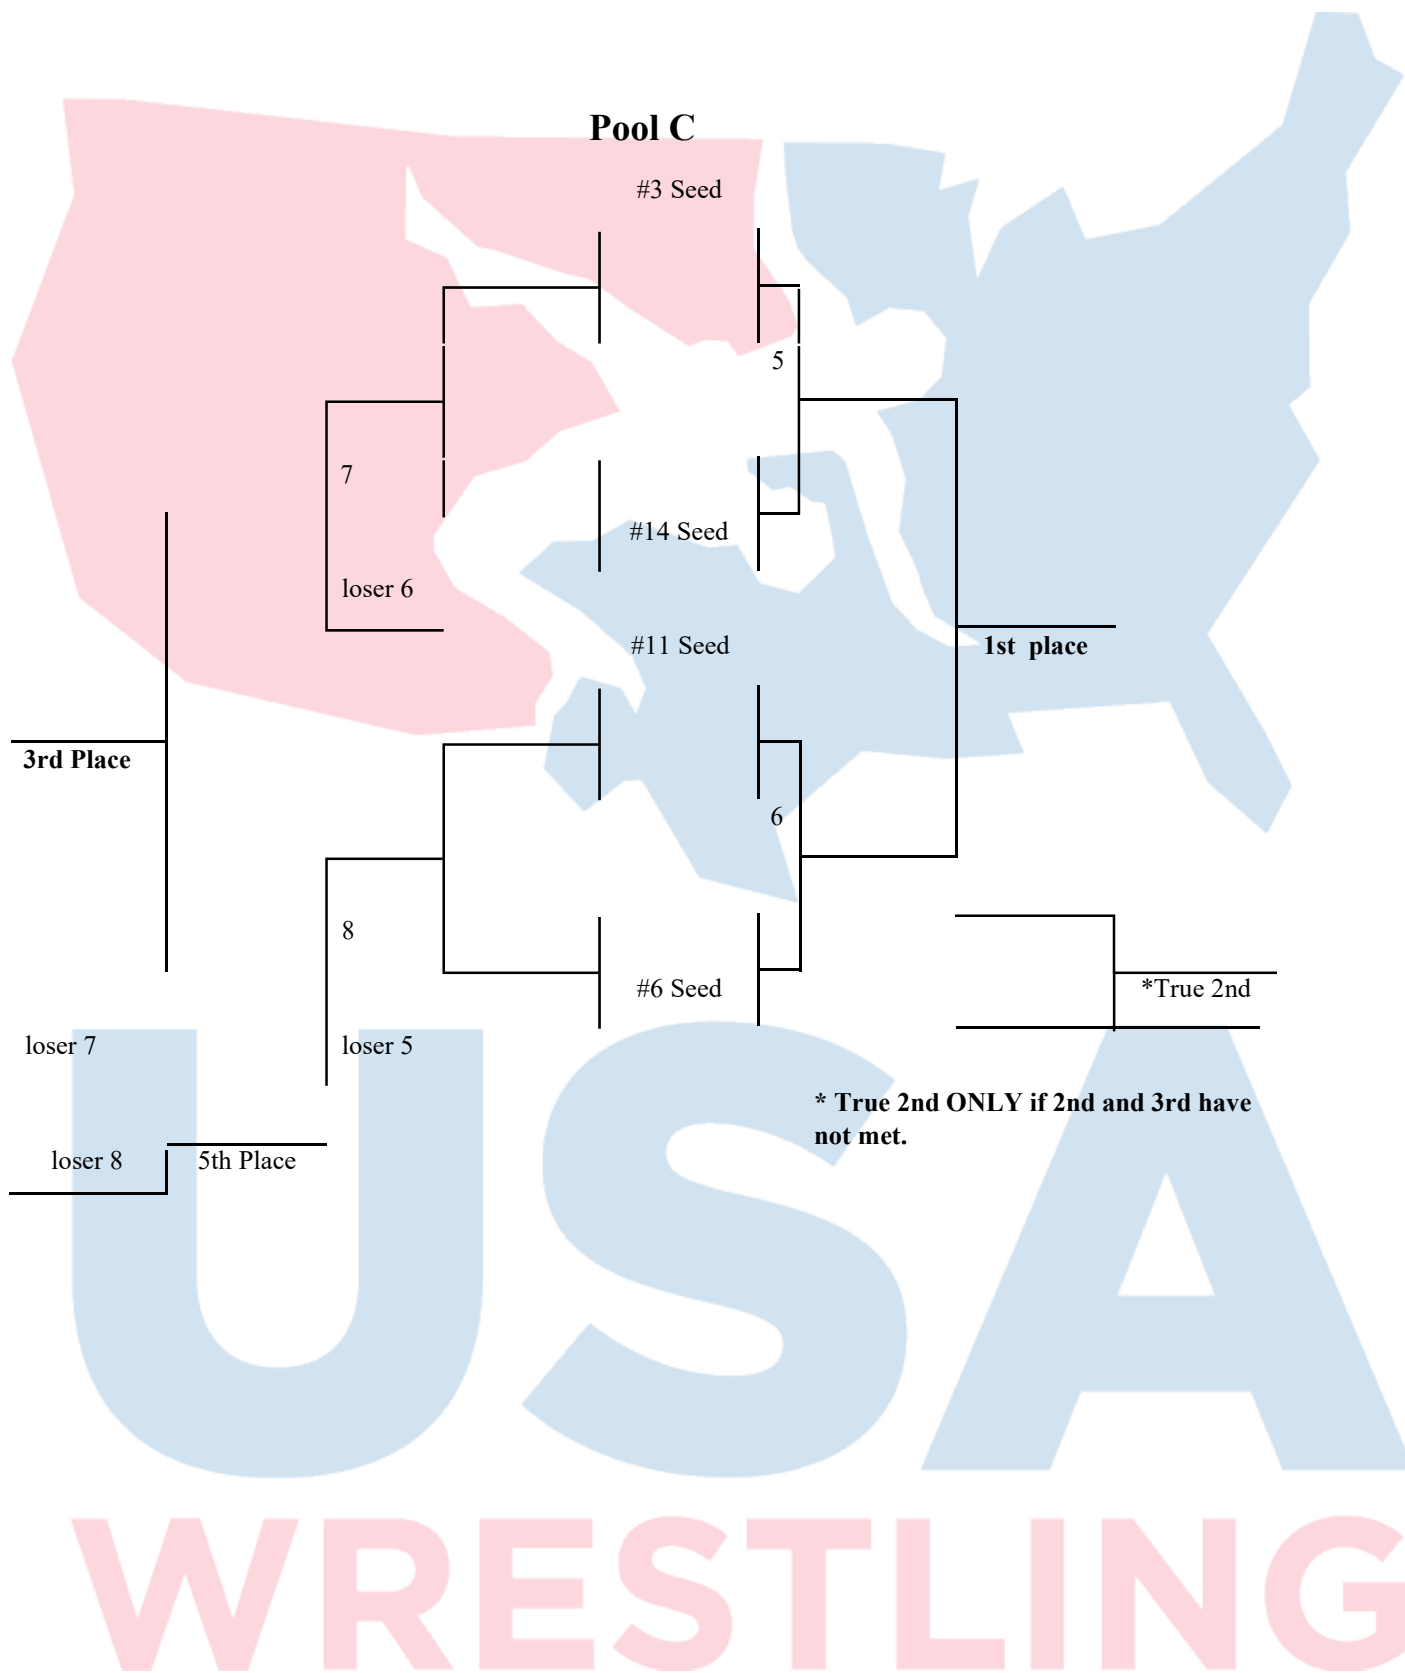 Pool C
#3 Seed
5
7
#14 Seed
loser 6
#11 Seed
1st  place
3rd Place
6
8
#6 Seed
*True 2nd
loser 7
loser 5
* True 2nd ONLY if 2nd and 3rd have
not met.
loser 8
5th Place
USA
WRESTLING